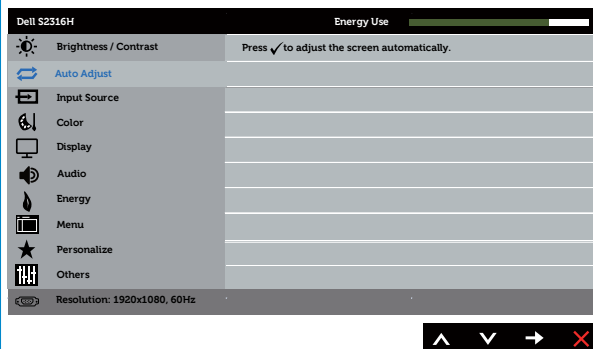 Dell S2316H Energy Use
Brightness / Contrast
Press ✓ to adjust the screen automatically.
Auto Adjust
Input Source
Color
Display
Audio
Energy
Menu
Personalize
Others
Resolution: 1920x1080, 60Hz